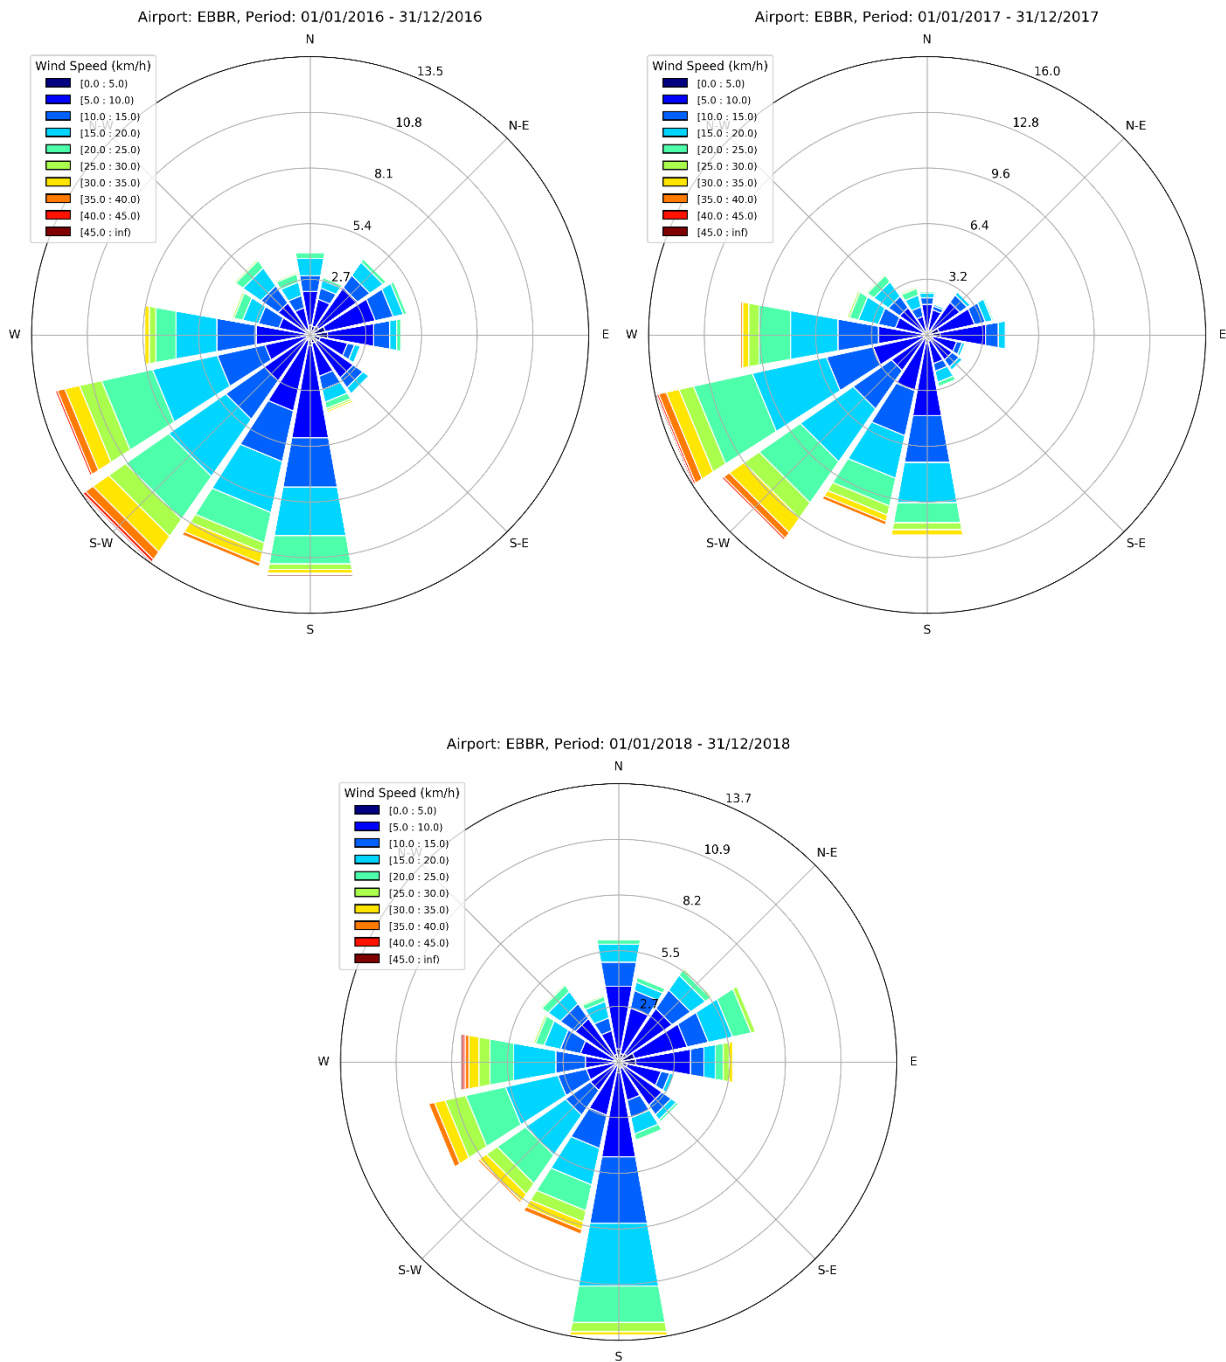 Airport: EBBR, Period: 01/01/2016 - 31/12/2016
N
Wind Speed (km/h)
[0.0 : 5.0)
[5.0 : 10.0)
[10.0 : 15.0)
[15.0 : 20.0)
[20.0 : 25.0)
[25.0 : 30.0)
[30.0 : 35.0)
[35.0 : 40.0)
[40.0 : 45.0)
[45.0 : inf)
N-W
13.5
10.8
N-E
8.1
5.4
2.7
W
E
S-W
S-E
S
Airport: EBBR, Period: 01/01/2017 - 31/12/2017
N
Wind Speed (km/h)
[0.0 : 5.0)
[5.0 : 10.0)
[10.0 : 15.0)
[15.0 : 20.0)
[20.0 : 25.0)
[25.0 : 30.0)
[30.0 : 35.0)
[35.0 : 40.0)
[40.0 : 45.0)
[45.0 : inf)
N-W
16.0
12.8
N-E
9.6
6.4
3.2
W
E
S-W
S-E
S
Airport: EBBR, Period: 01/01/2018 - 31/12/2018
N
Wind Speed (km/h)
[0.0 : 5.0)
[5.0 : 10.0)
[10.0 : 15.0)
[15.0 : 20.0)
[20.0 : 25.0)
[25.0 : 30.0)
[30.0 : 35.0)
[35.0 : 40.0)
[40.0 : 45.0)
[45.0 : inf)
N-W
13.7
10.9
N-E
8.2
5.5
2.7
W
E
S-W
S-E
S